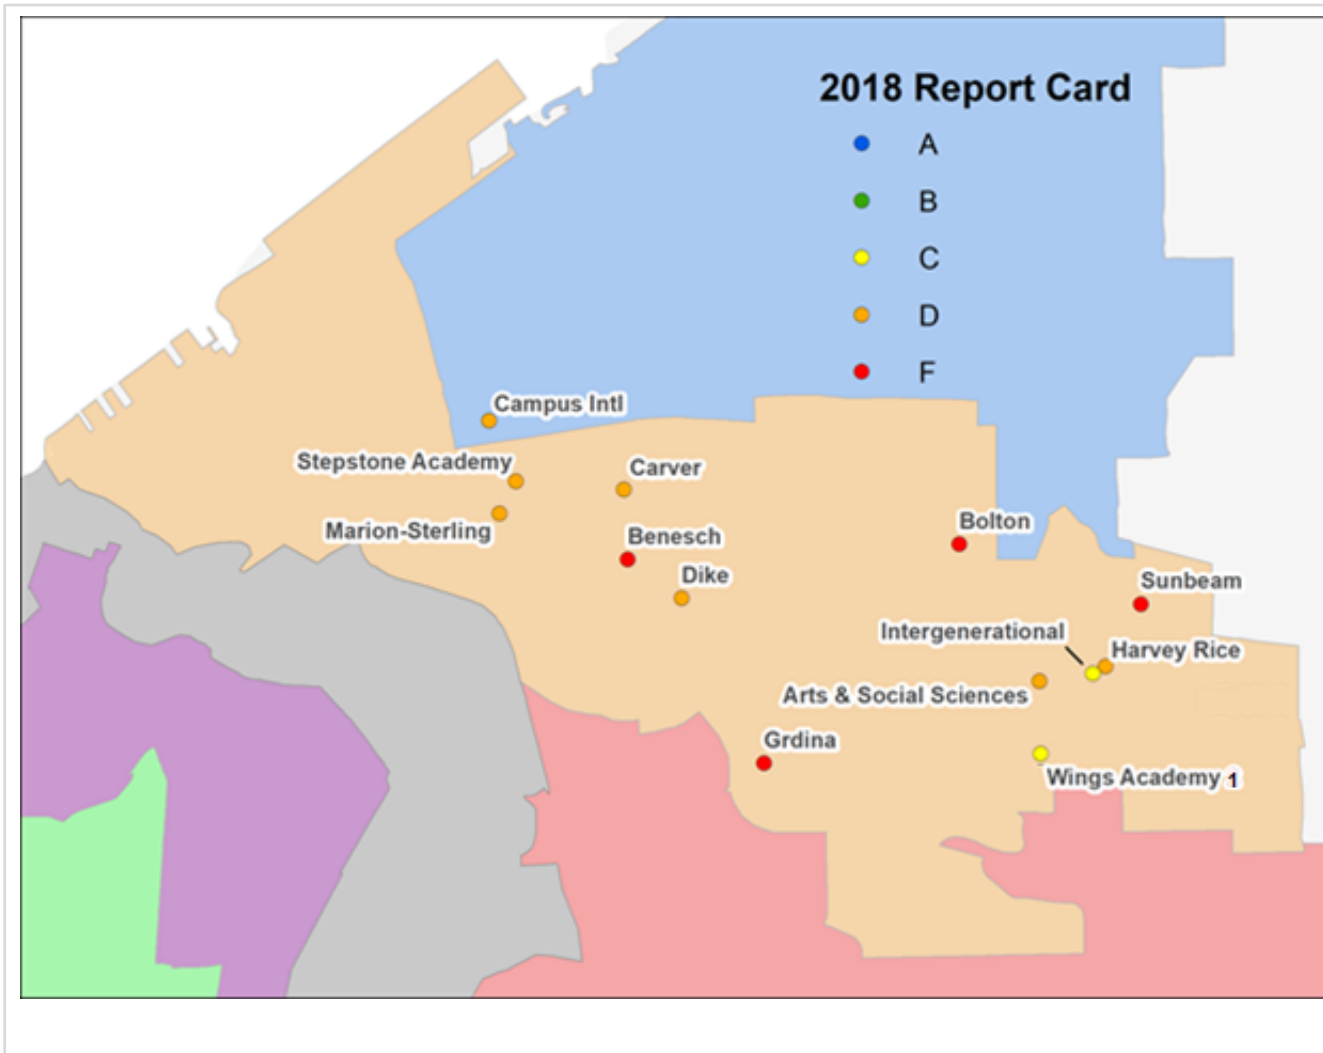 2018 Report Card
A
B
C
D
F
Campus Intl
Stepstone Academy
Carver
Marion-Sterling
Benesch
Bolton
Dike
Sunbeam
Intergenerational
Harvey Rice
Arts & Social Sciences
Grdina
Wings Academy 1